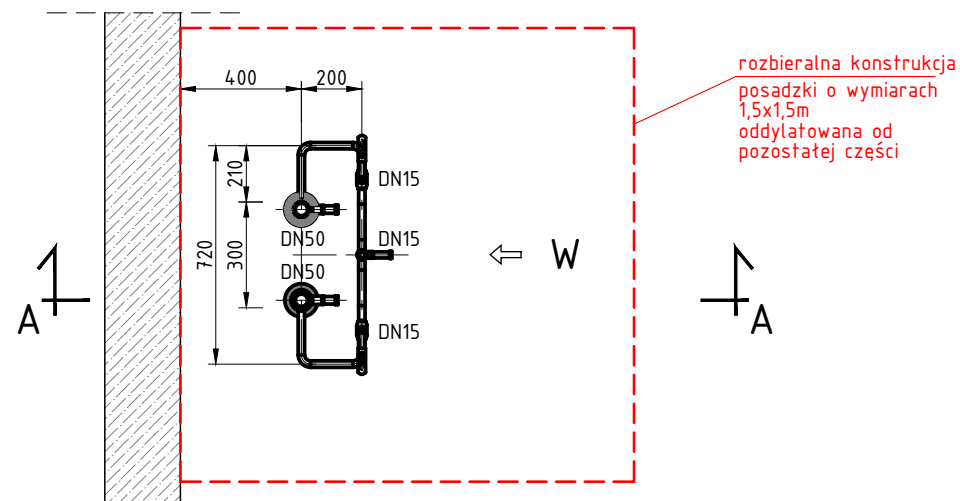 400
200
rozbieralna konstrukcja
posadzki o wymiarach
1,5x1,5m
oddylatowana od
pozostałej części
210
DN15
720
300
DN50
DN15
DN50
W
A
A
DN15